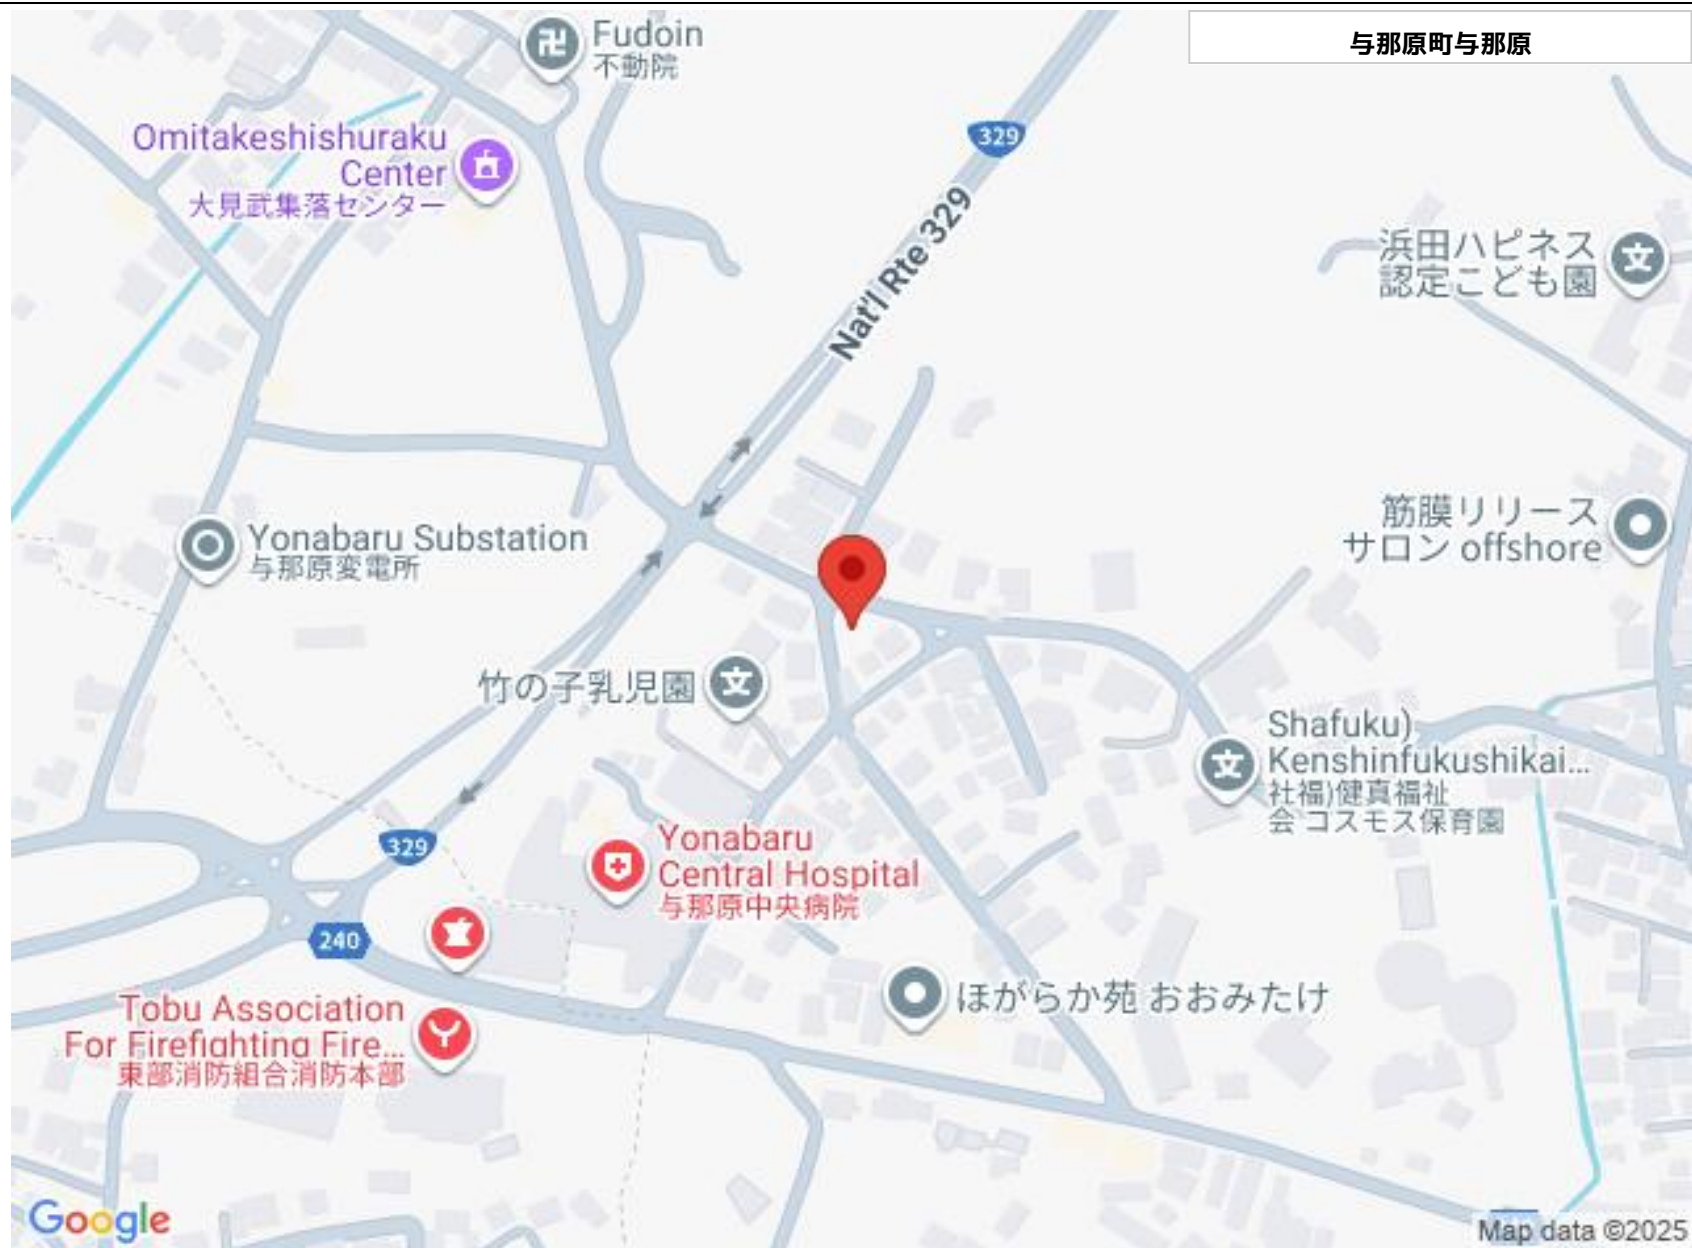 与那原町与那原
Fudoin
不動院
329
Omitakeshishuraku
Center
大見武集落センター
Nat'l Rte 329
浜田ハピネス
認定こども園
筋膜リリース
サロン offshore
Yonabaru Substation
与那原変電所
竹の子乳児園
Shafuku)
Kenshinfukushikai...
社福)健真福祉
会 コスモス保育園
329
Yonabaru
Central Hospital
与那原中央病院
240
ほがらか苑 おおみたけ
Tobu Association
For Firefighting Fire...
東部消防組合消防本部
Google
Map data ©2025